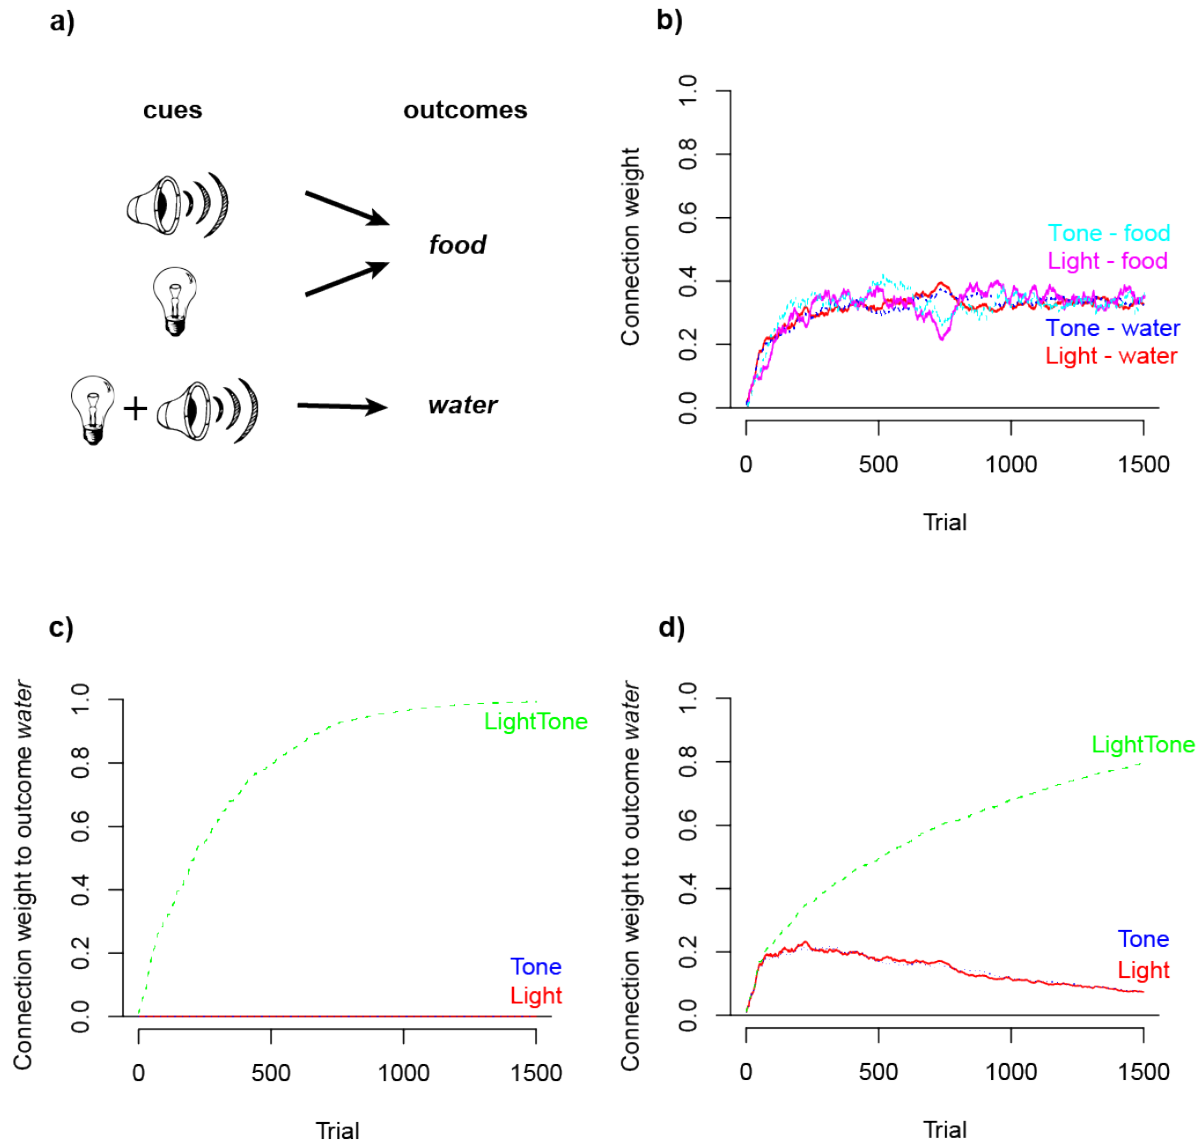 a)
cues
outcomes
food
+
water
b)
Connection weight
0.0
0.2
0.4
0.6
0.8
1.0
Tone - food
Light - food
Tone - water
Light - water
0
500
1000
1500
Trial
c)
Connection weight to outcome water
0.0
0.2
0.4
0.6
0.8
1.0
LightTone
Tone
Light
0
500
1000
1500
Trial
d)
Connection weight to outcome water
0.0
0.2
0.4
0.6
0.8
1.0
LightTone
Tone
Light
0
500
1000
1500
Trial